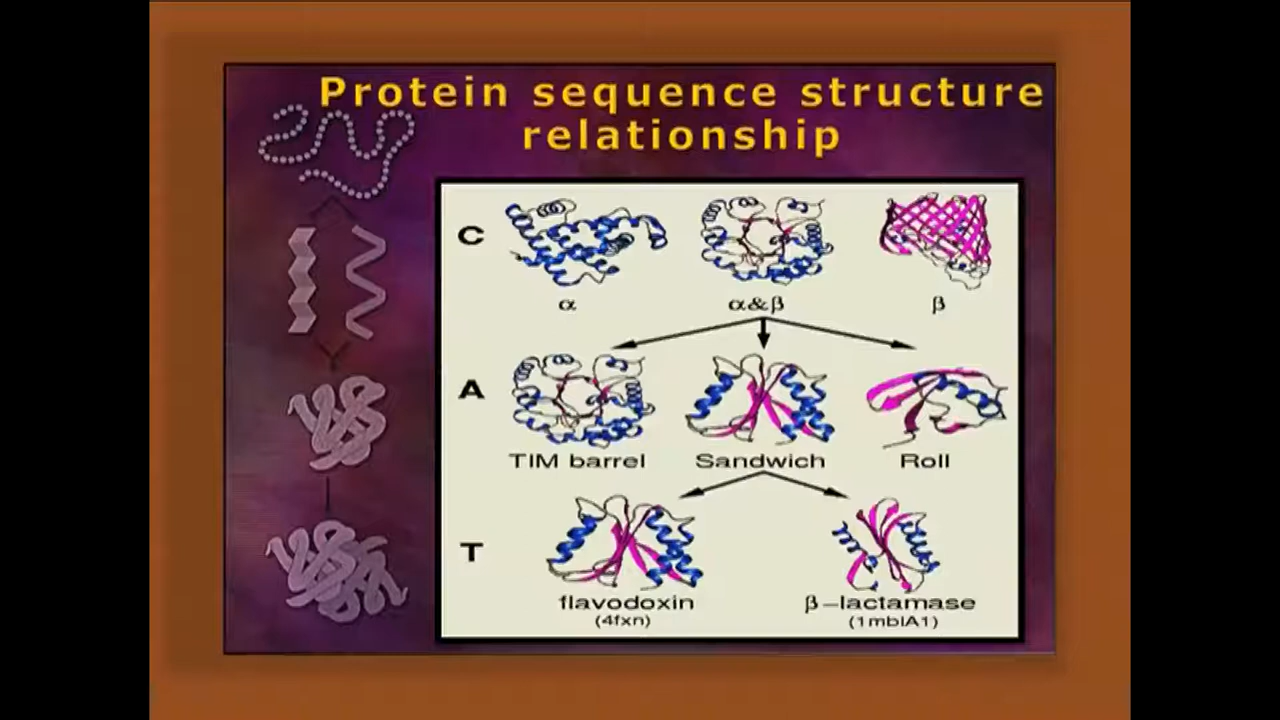 Protein sequence structure
relationship
C
α α&β β
A
TIM barrel Sandwich Roll
T
flavodoxin β–lactamase
(4fxn) (1mblA1)